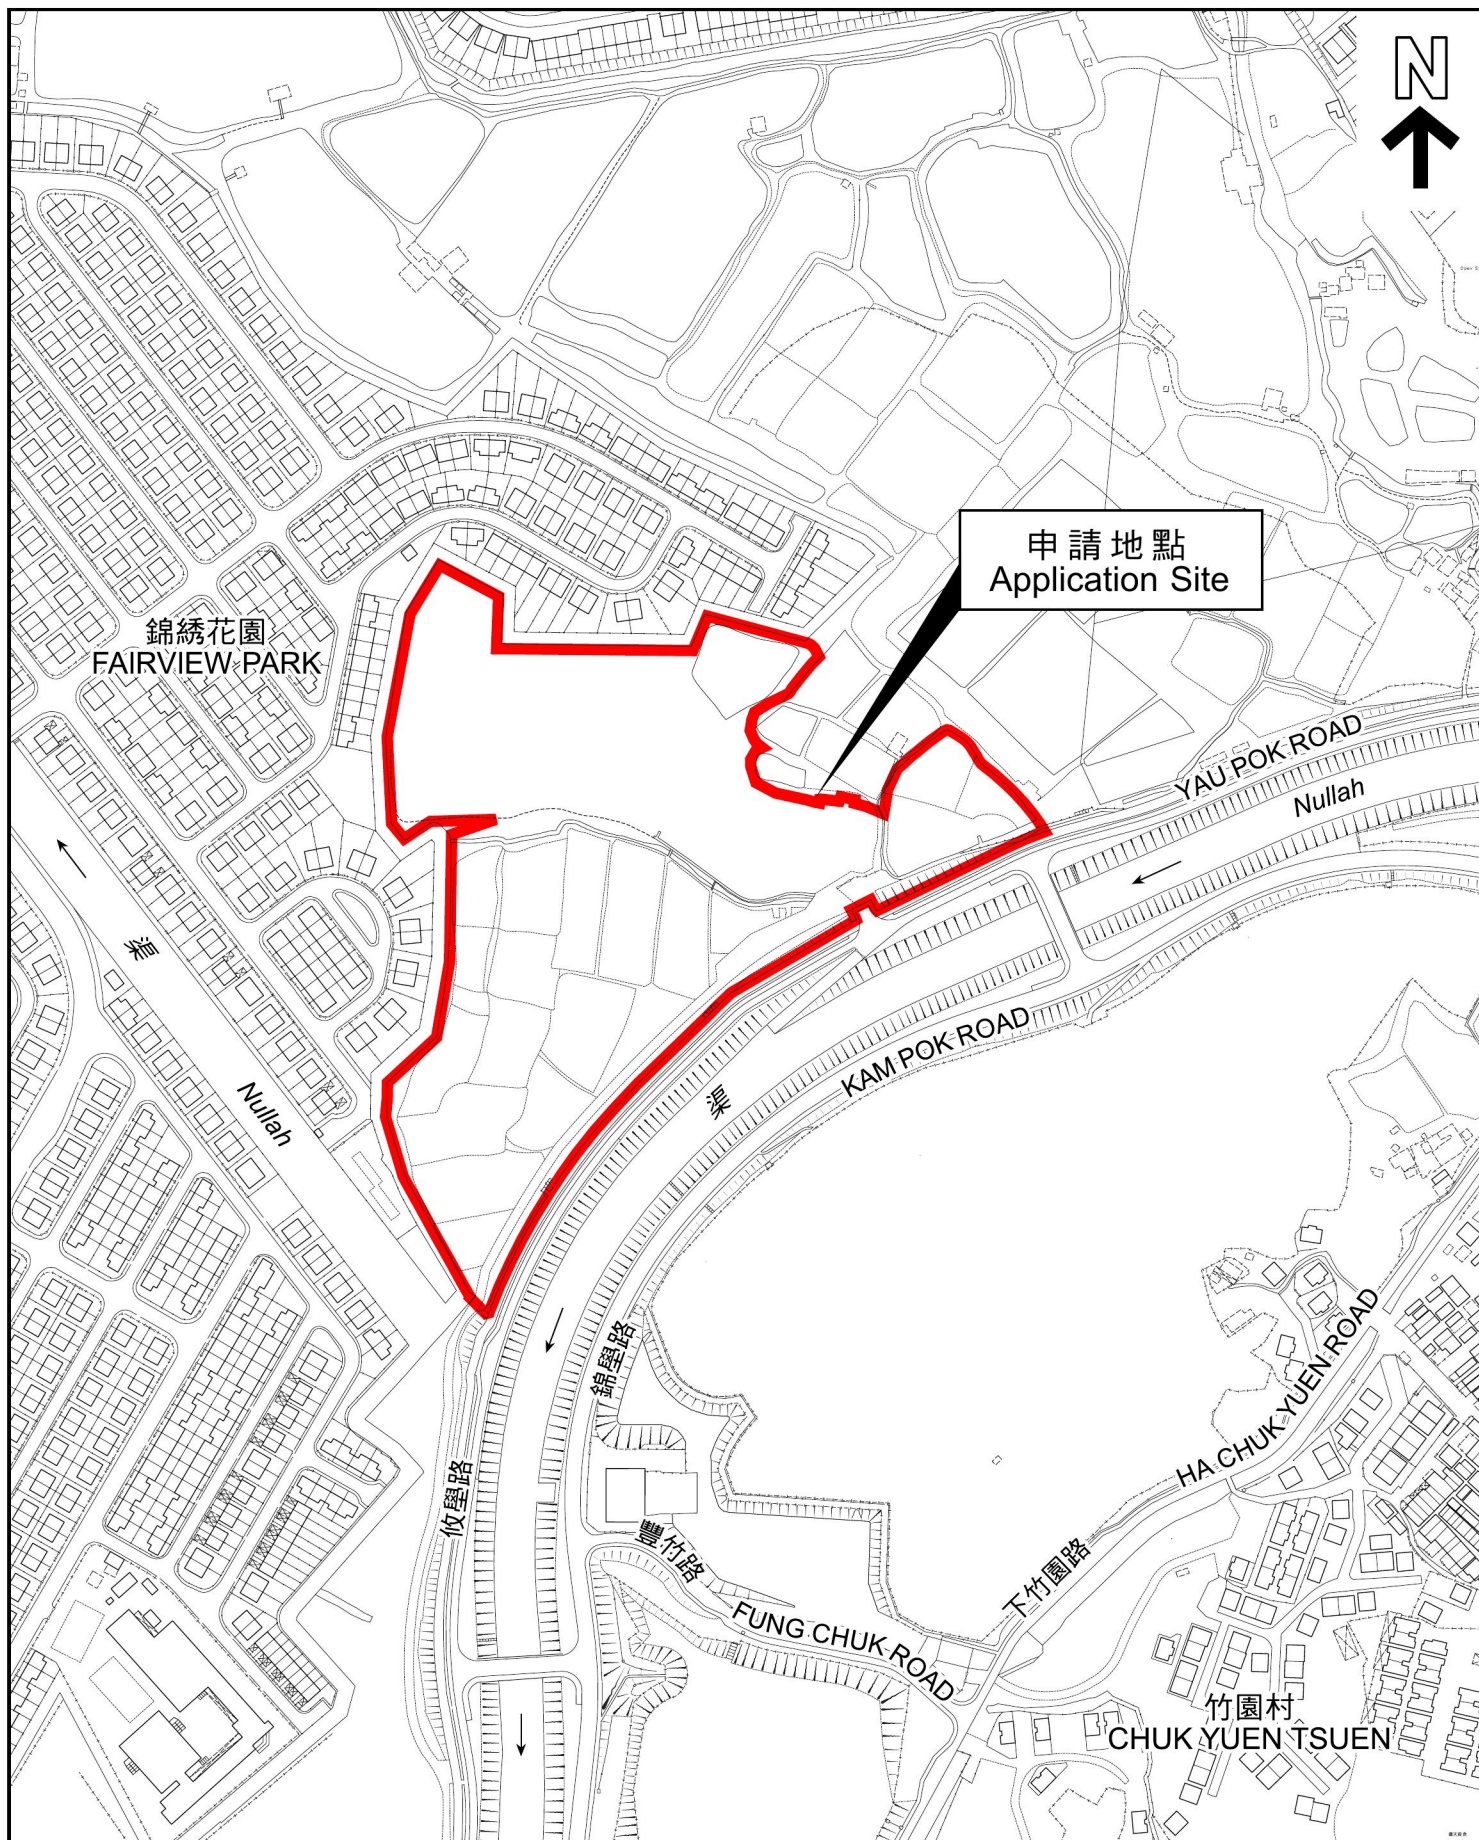 N
申請地點
Application Site
錦綉花園
FAIRVIEW PARK
YAU POK ROAD
Nullah
渠
KAM POK ROAD
渠
Nullah
錦壆路
HA CHUK YUEN ROAD
攸壆路
豐竹路
下竹園路
FUNG CHUK ROAD
竹園村
CHUK YUEN TSUEN